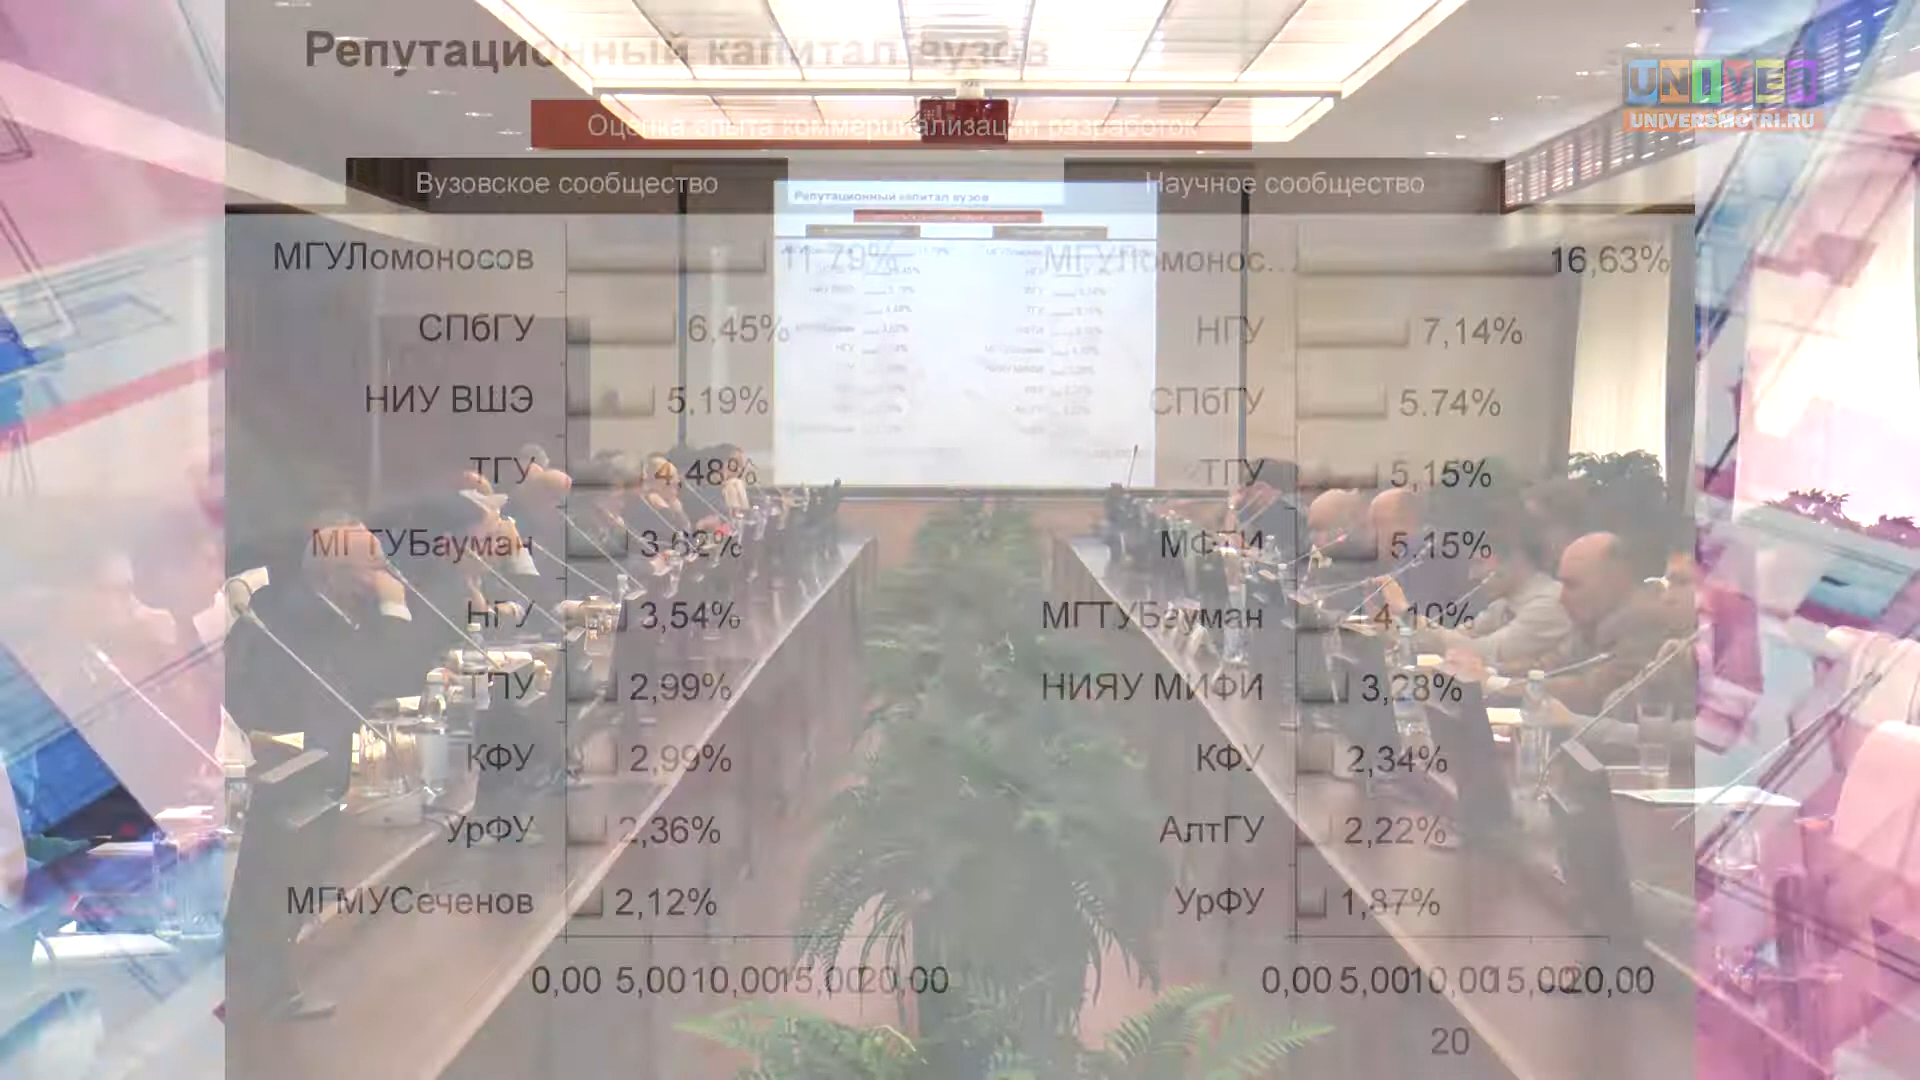 Репутационный капитал вузов
UNIVER
UNIVERSMOTRI.RU
Оценка опыта коммерциализации разработок
Вузовское сообщество
МГУЛомоносов 11,79%
СПбГУ 6.45%
НИУ ВШЭ 5,19%
ТГУ 4,48%
МГТУБауман 3,62%
НГУ 3,54%
ТПУ 2,99%
КФУ 2,99%
УрФУ 2,36%
МГМУСеченов 2,12%
0,00 5,00 10,00 15,00 20,00
Научное сообщество
МГУЛомонос... 16,63%
НГУ 7,14%
СПбГУ 5.74%
ТГУ 5,15%
МФТИ 5.15%
МГТУБауман 4,10%
НИЯУ МИФИ 3,28%
КФУ 2,34%
АлтГУ 2,22%
УрФУ 1,87%
0,00 5,00 10,00 15,00 20,00
20
Репутационный капитал вузов